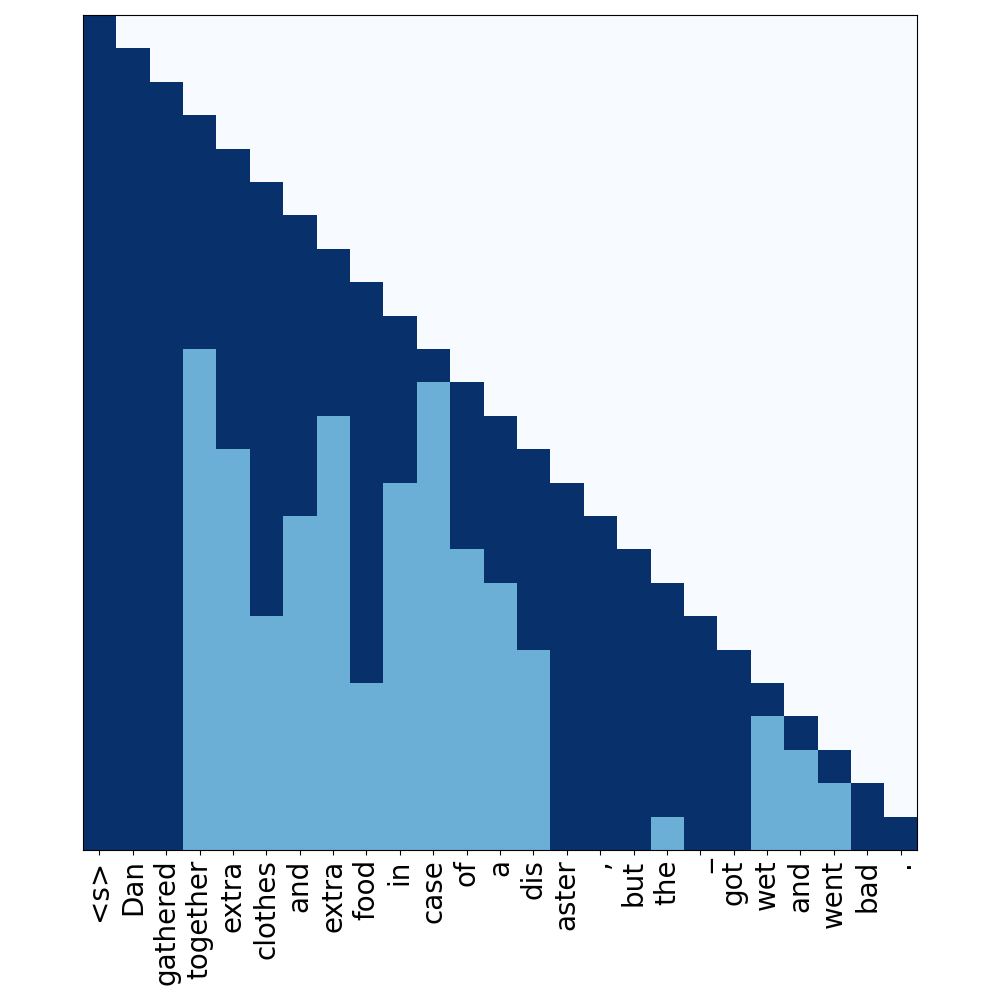 <s>
Dan
gathered
together
extra
clothes
and
extra
food
in
case
of
a
dis
aster
,
but
the
_
got
wet
and
went
bad
.